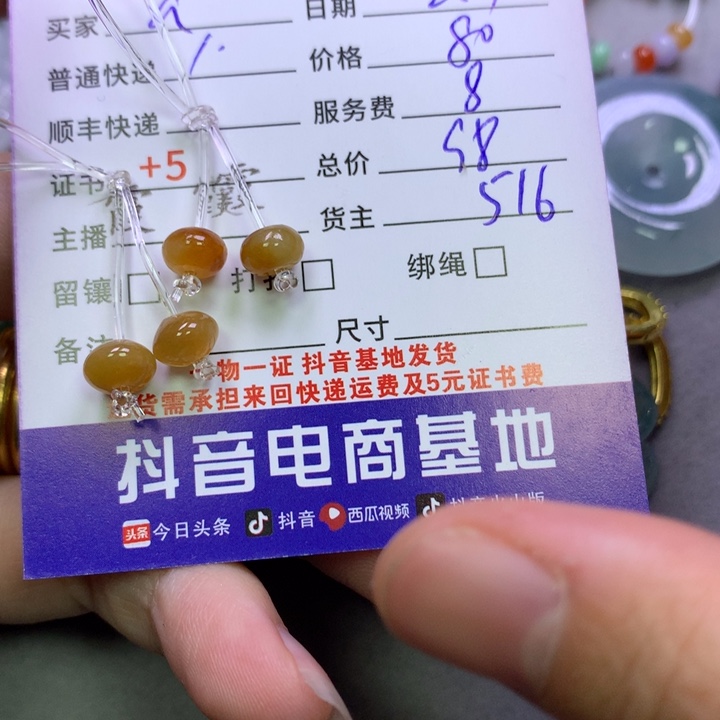 买家 日期
普通快递 价格 80
顺丰快递 服务费 8
证书 +5 总价 58
主播 货主 516
留镶 □ 打 □ 绑绳 □
备注 尺寸
物一证 抖音基地发货
货需承担来回快递运费及5元证书费
抖音电商基地
头条 今日头条 抖音 西瓜视频